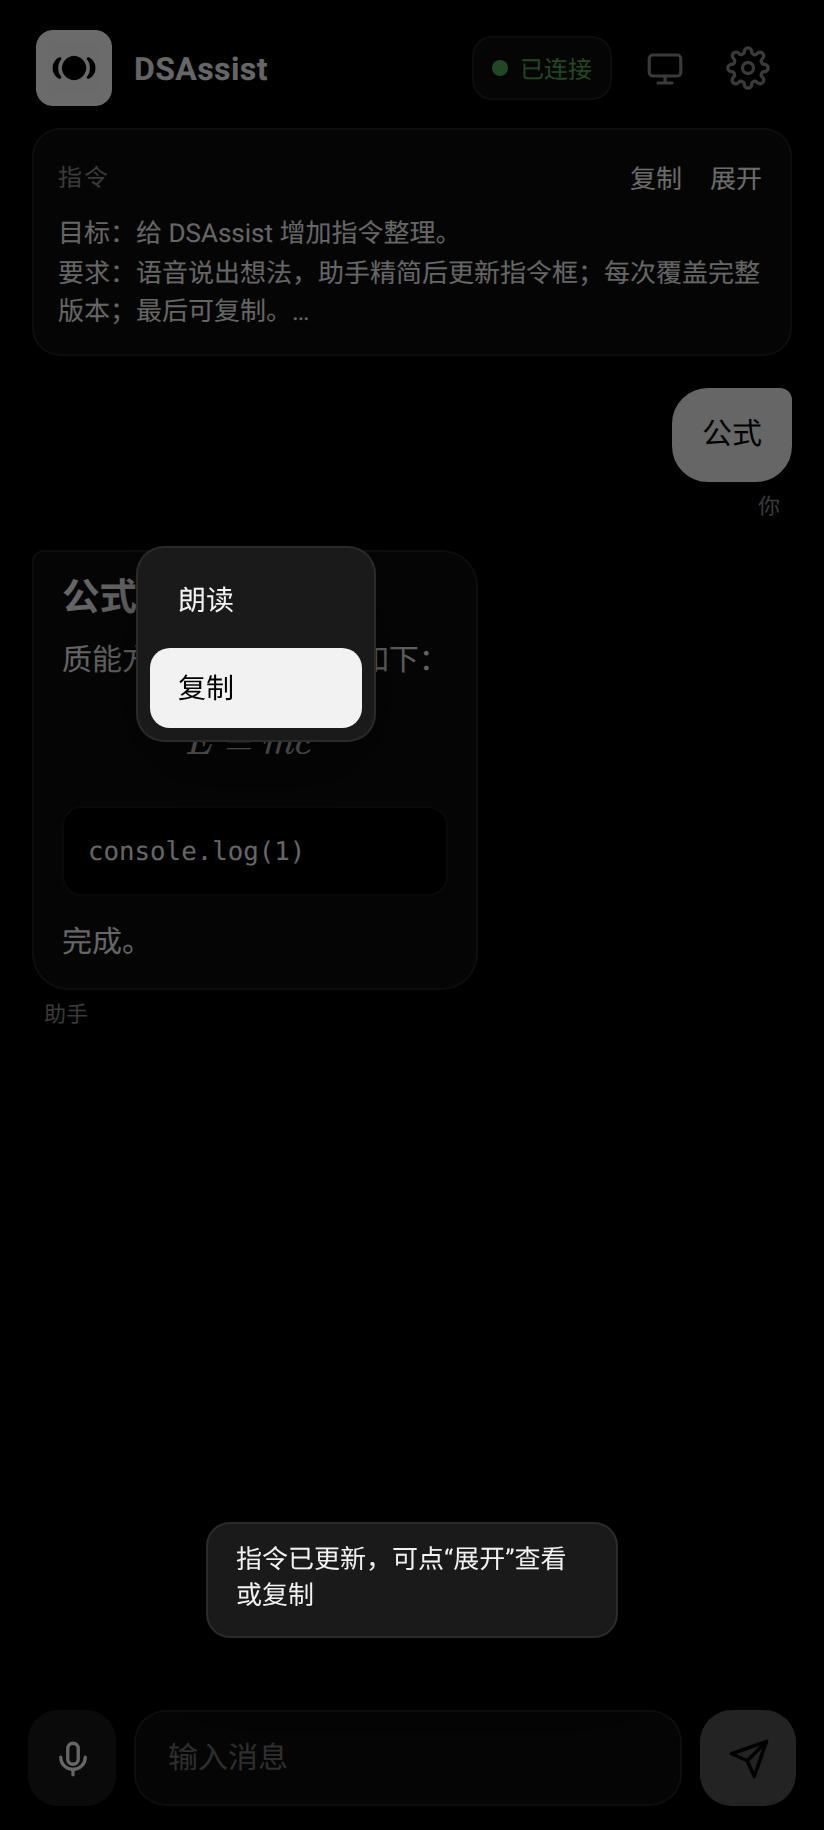 DSAssist
已连接
指令
复制
展开
目标：给 DSAssist 增加指令整理。
要求：语音说出想法，助手精简后更新指令框；每次覆盖完整
版本；最后可复制。...
公式
你
公式
朗读
质能
如下：
复制
E = mc
console.log(1)
完成。
助手
指令已更新，可点“展开”查看
或复制
输入消息